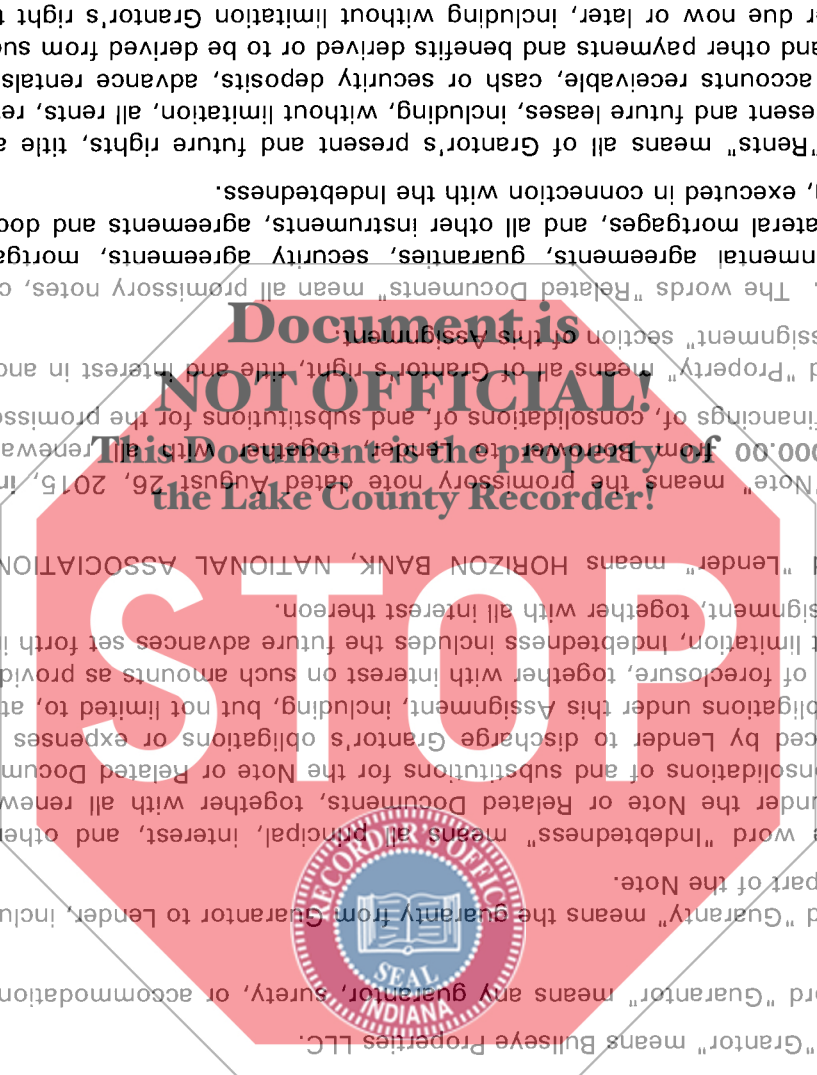 "Grantor" means Bullseye Properties LLC.
rd "Guarantor" means any guarantor, surety, or accommodation
d "Guaranty" means the guaranty from Guarantor to Lender, inclu
part of the Note.
e word "Indebtedness" means all principal, interest, and other
under the Note or Related Documents, together with all renew
nsolidations of and substitutions for the Note or Related Docum
ced by Lender to discharge Grantor's obligations or expenses
obligations under this Assignment, including, but not limited to, at
of foreclosure, together with interest on such amounts as provid
t limitation, Indebtedness includes the future advances set forth i
signment, together with all interest thereon.
d "Lender" means HORIZON BANK, NATIONAL ASSOCIATION
"Note" means the promissory note dated August 26, 2015, in
000.00 from Borrower to Lender, together with all renewa
financings of, consolidations of, and substitutions for the promisso
d "Property" means all of Grantor's right, title and interest in and
ssignment" section of this Assignment.
. The words "Related Documents" mean all promissory notes, c
nmental agreements, guaranties, security agreements, mortga
lateral mortgages, and all other instruments, agreements and doc
, executed in connection with the Indebtedness.
"Rents" means all of Grantor's present and future rights, title a
esent and future leases, including, without limitation, all rents, re
accounts receivable, cash or security deposits, advance rentals
and other payments and benefits derived or to be derived from suc
r due now or later, including without limitation Grantor's right t
Document is
NOT OFFICIAL!
This Document is the property of
the Lake County Recorder!
STOP
RECORDER'S OFFICE
SEAL
INDIANA